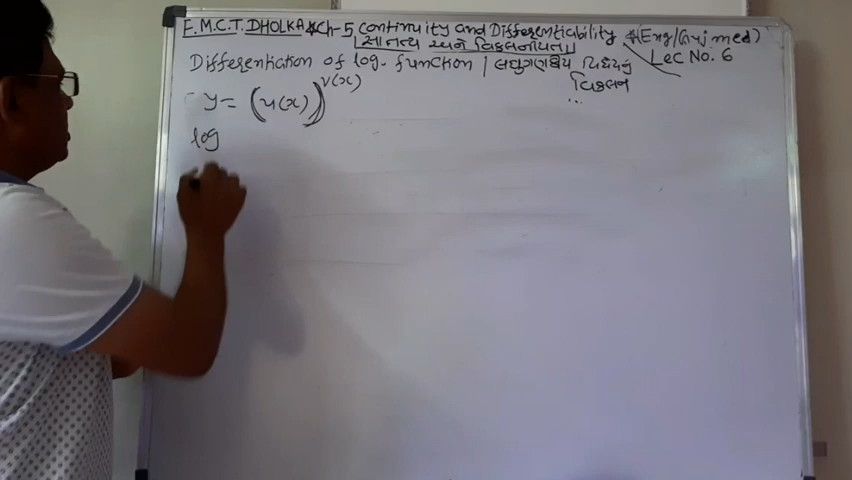 E.M.C.T. DHOLKA Ch-5 Continuity and Differentiability (Eng/Guj med)
સાતત્ય અને વિકલનીયતા
Lec No. 6
Differentiation of log-function | લઘુગણકીય વિધેયનું
વિકલન
...
y = (u(x))^v(x)
log